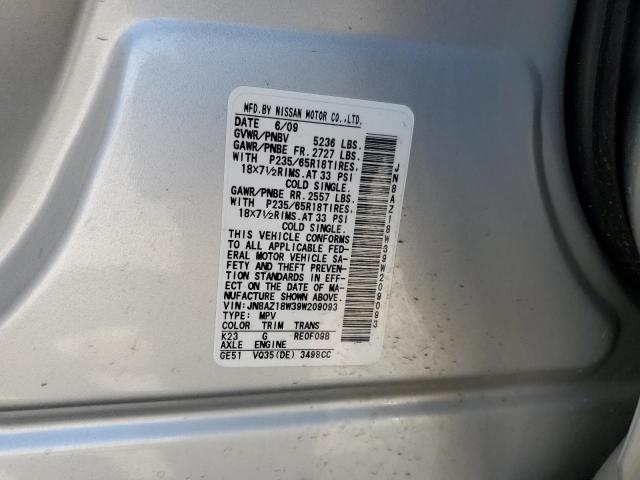 MFD.BY NISSAN MOTOR CO.,LTD.
DATE 6/09
GVWR/PNBV 5236 LBS.
GAWR/PNBE FR. 2727 LBS.
WITH P235/65R18TIRES.
18X7½RIMS.AT 33 PSI
COLD SINGLE.
GAWR/PNBE RR. 2557 LBS.
WITH P235/65R18TIRES.
18X7½RIMS.AT 33 PSI
COLD SINGLE.
THIS VEHICLE CONFORMS
TO ALL APPLICABLE FED-
ERAL MOTOR VEHICLE SA-
FETY AND THEFT PREVEN-
TION STANDARDS IN EFF-
ECT ON THE DATE OF MA-
NUFACTURE SHOWN ABOVE.
VIN: JN8AZ18W39W209093
TYPE: MPV
COLOR TRIM TRANS
K23 G RE0F09B
AXLE ENGINE
GE51 VQ35(DE) 3498CC
JN8AZ18W39W209093